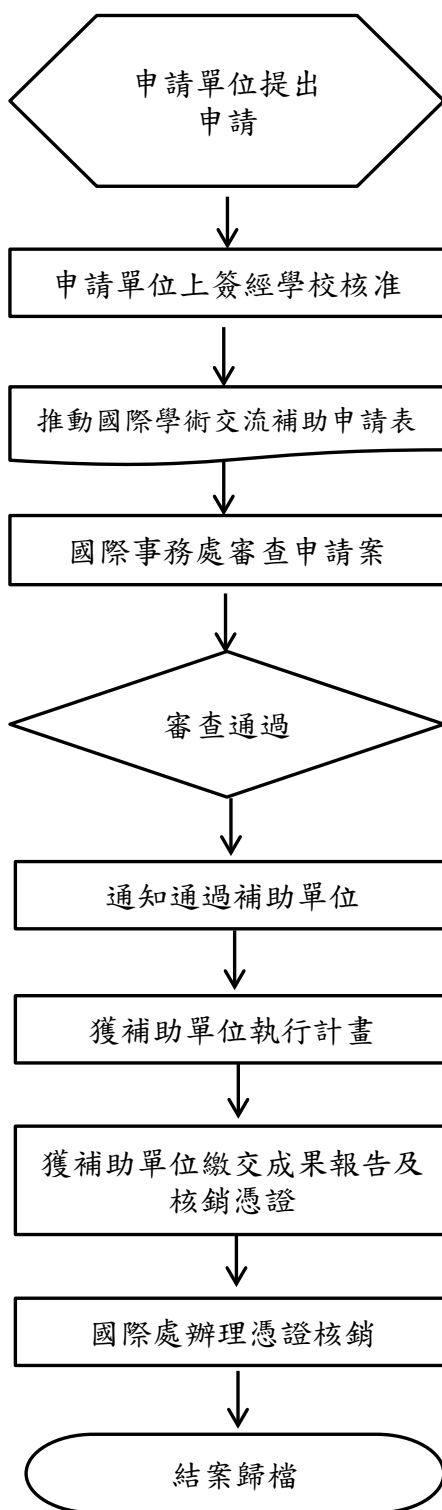 申請單位提出
申請
申請單位上簽經學校核准
推動國際學術交流補助申請表
國際事務處審查申請案
審查通過
通知通過補助單位
獲補助單位執行計畫
獲補助單位繳交成果報告及
核銷憑證
國際處辦理憑證核銷
結案歸檔